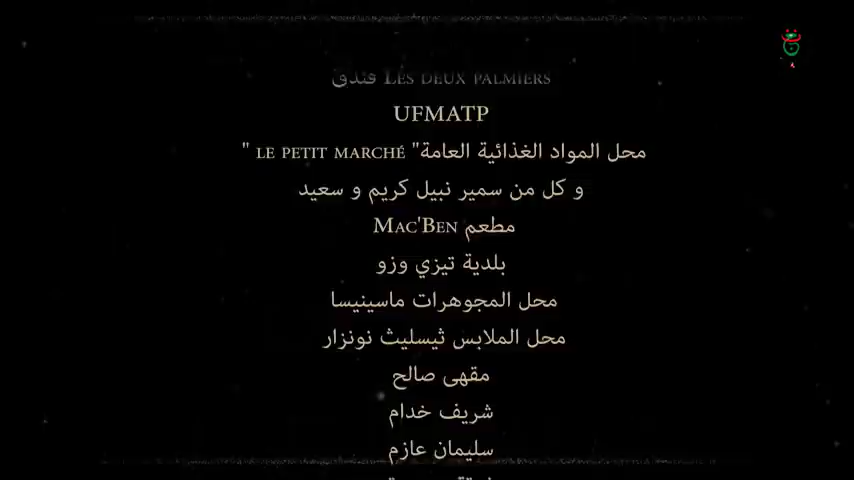 فندق LES DEUX PALMIERS
UFMATP
محل المواد الغذائية العامة" LE PETIT MARCHÉ "
و كل من سمير نبيل كريم و سعيد
مطعم MAC'BEN
بلدية تيزي وزو
محل المجوهرات ماسينيسا
محل الملابس ثيسليث نونزار
مقهى صالح
شريف خدام
سليمان عازم